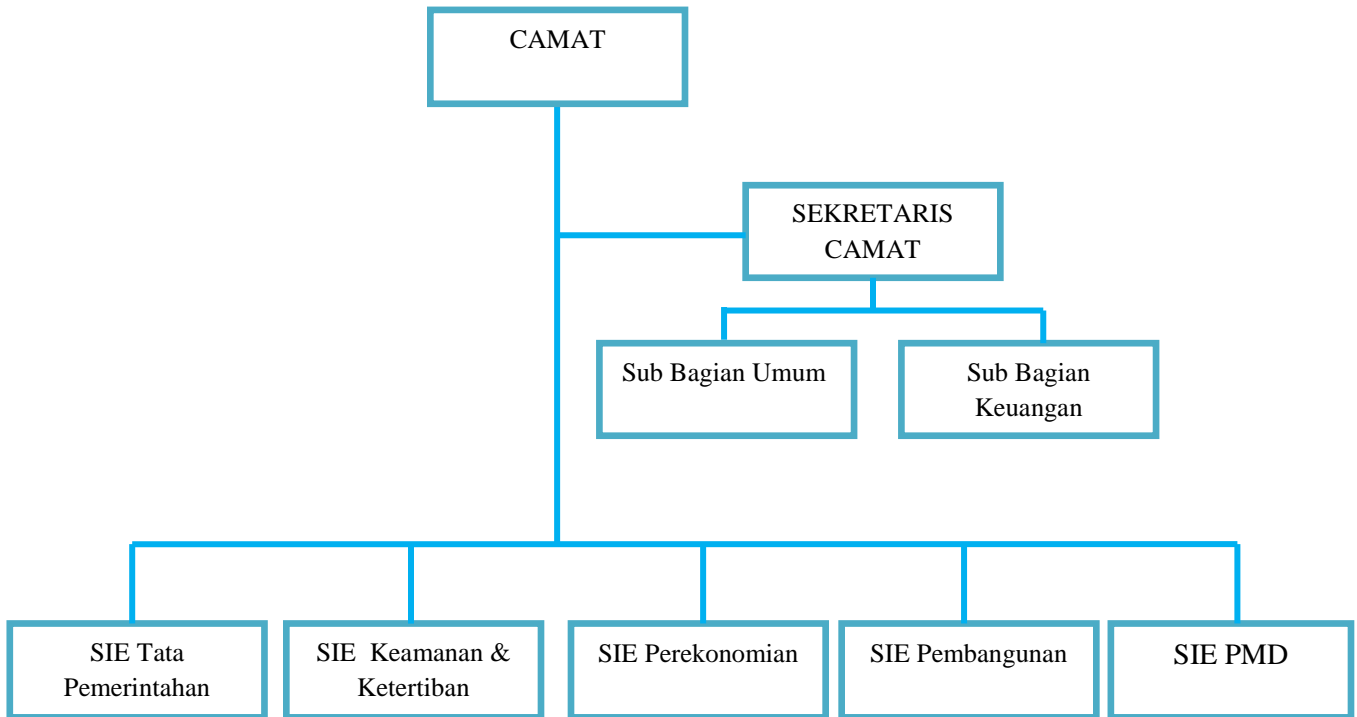 CAMAT
SEKRETARIS
CAMAT
Sub Bagian Umum
Sub Bagian
Keuangan
SIE Tata
Pemerintahan
SIE  Keamanan &
Ketertiban
SIE Perekonomian
SIE Pembangunan
SIE PMD